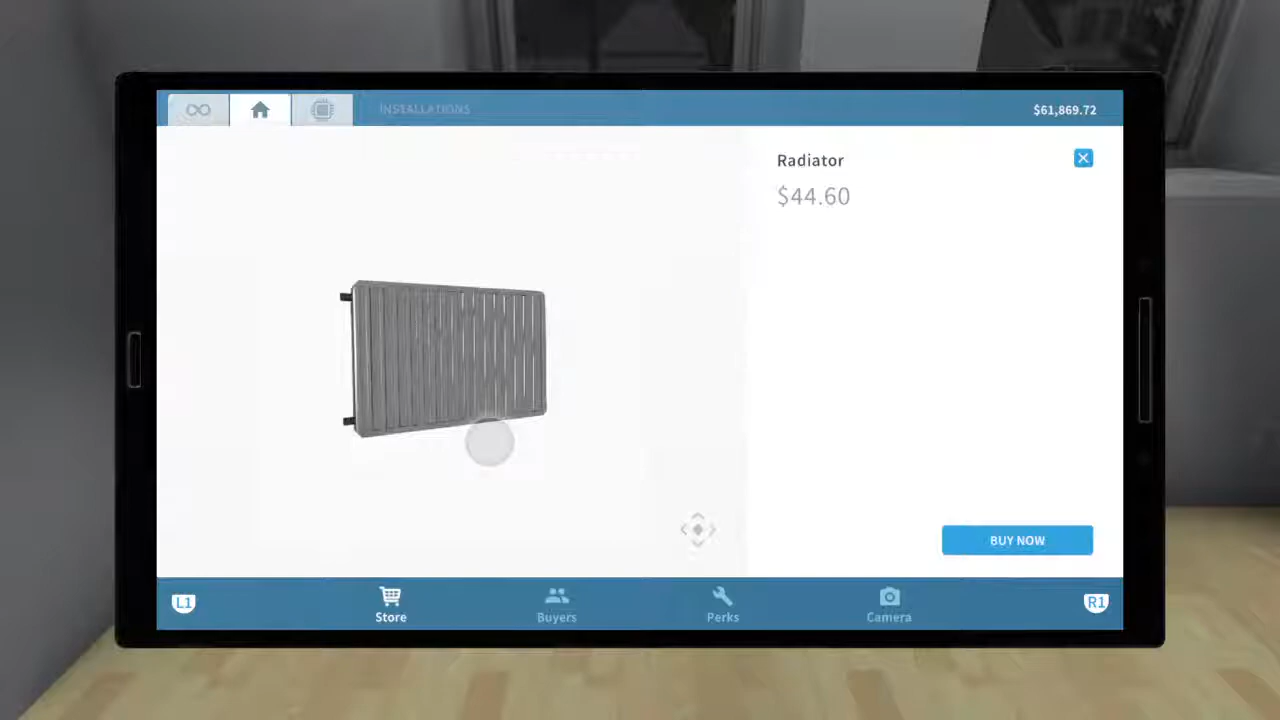 INSTALLATIONS
$61,869.72
Radiator
$44.60
BUY NOW
L1
Store
Buyers
Perks
Camera
R1